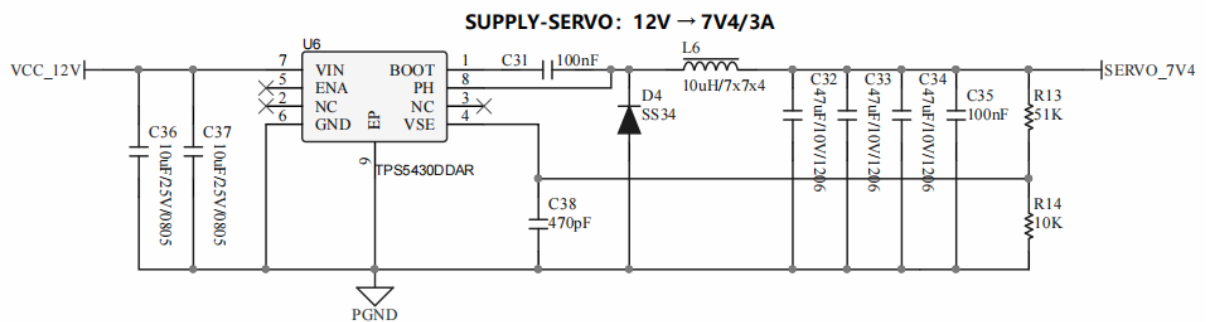 SUPPLY-SERVO: 12V → 7V4/3A
U6
VCC_12V
7 VIN BOOT 1
5 ENA PH 8
2 NC NC 3
6 GND VSE 4
EP
9
TPS5430DDAR
C31 100nF
L6
10uH/7x7x4
SERVO_7V4
D4
SS34
C36
10uF/25V/0805
C37
10uF/25V/0805
C38
470pF
C32
47uF/10V/1206
C33
47uF/10V/1206
C34
47uF/10V/1206
C35
100nF
R13
51K
R14
10K
PGND